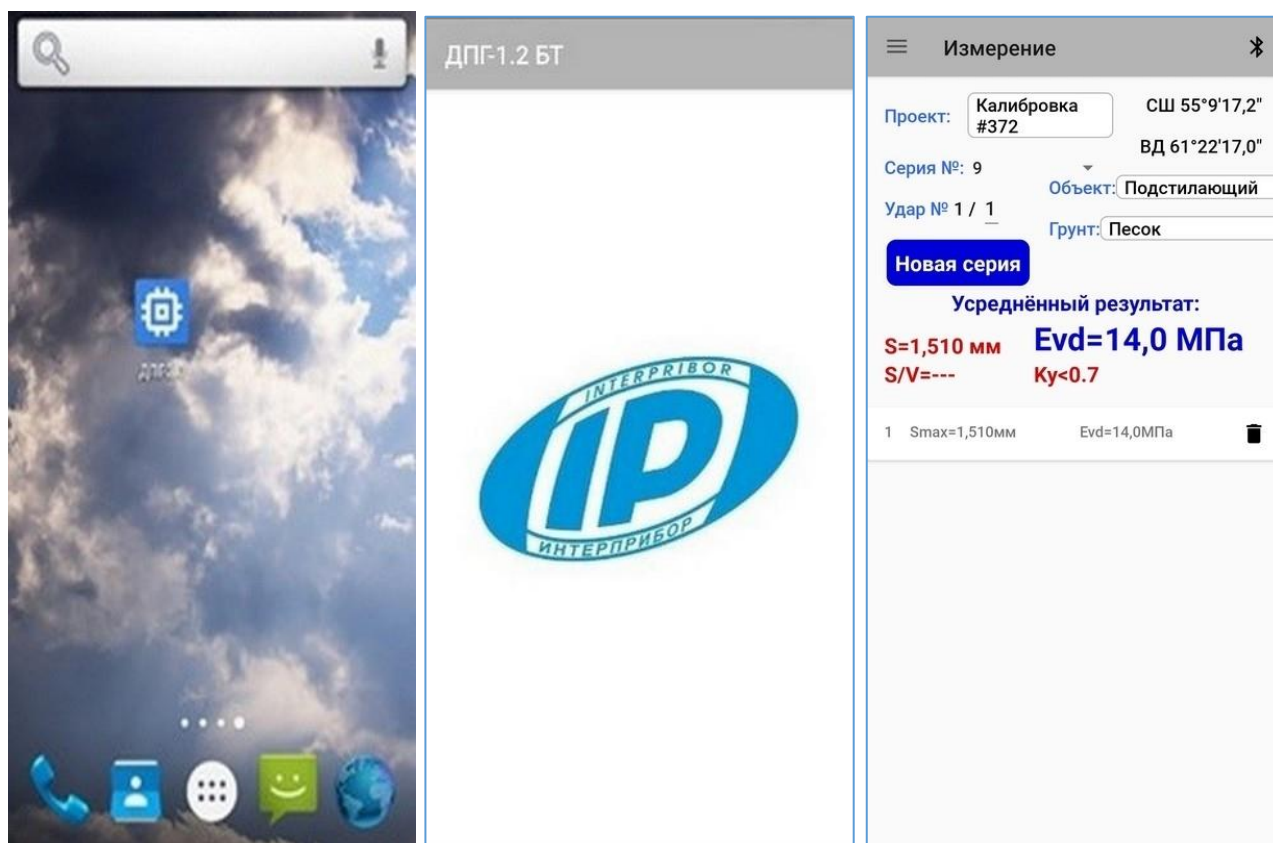 ДПГ-1.2 БТ
INTERPRIBOR
IP
ИНТЕРПРИБОР
Измерение
Проект:
Калибровка
#372
СШ 55°9'17,2"
ВД 61°22'17,0"
Серия №: 9
Объект: Подстилающий
Удар № 1 / 1
Грунт: Песок
Новая серия
Усреднённый результат:
S=1,510 мм
Evd=14,0 МПа
S/V=---
Ky<0.7
1 Smax=1,510мм Evd=14,0МПа